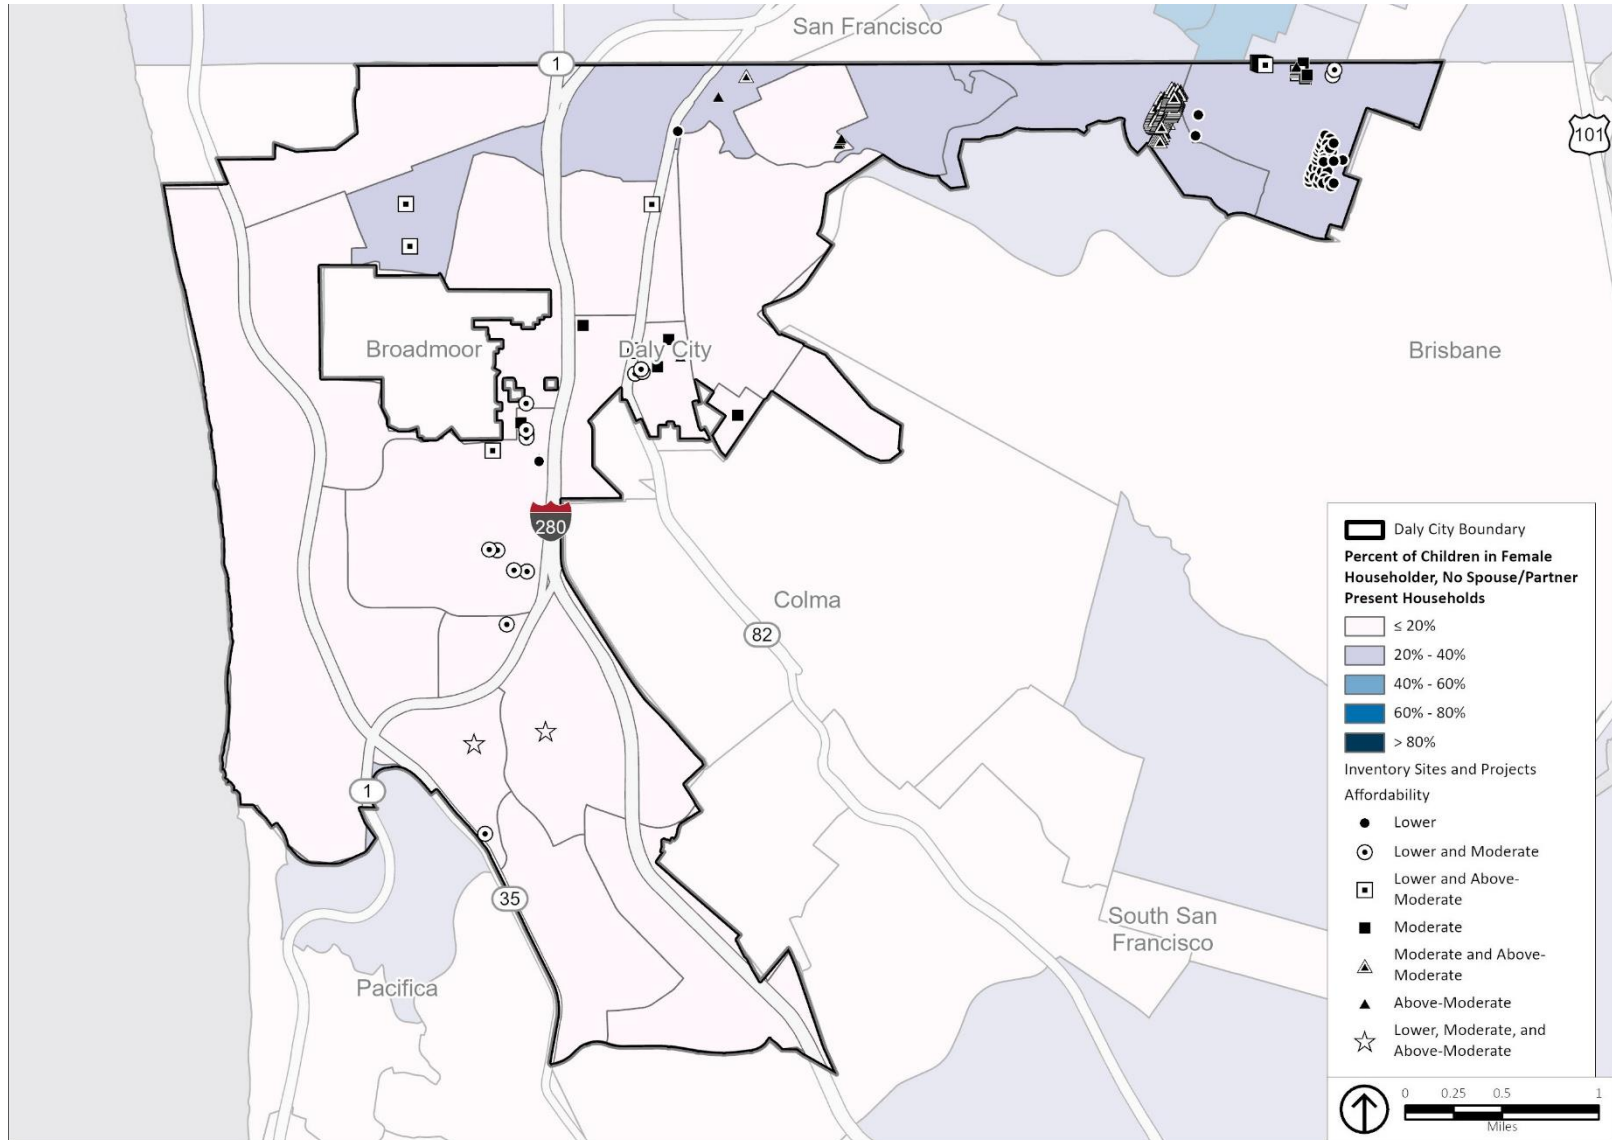 San Francisco
1
101
Broadmoor
Daly City
Brisbane
280
Colma
82
1
35
South San
Francisco
Pacifica
Daly City Boundary
Percent of Children in Female
Householder, No Spouse/Partner
Present Households
≤ 20%
20% - 40%
40% - 60%
60% - 80%
> 80%
Inventory Sites and Projects
Affordability
Lower
Lower and Moderate
Lower and Above-
Moderate
Moderate
Moderate and Above-
Moderate
Above-Moderate
Lower, Moderate, and
Above-Moderate
0 0.25 0.5 1
Miles